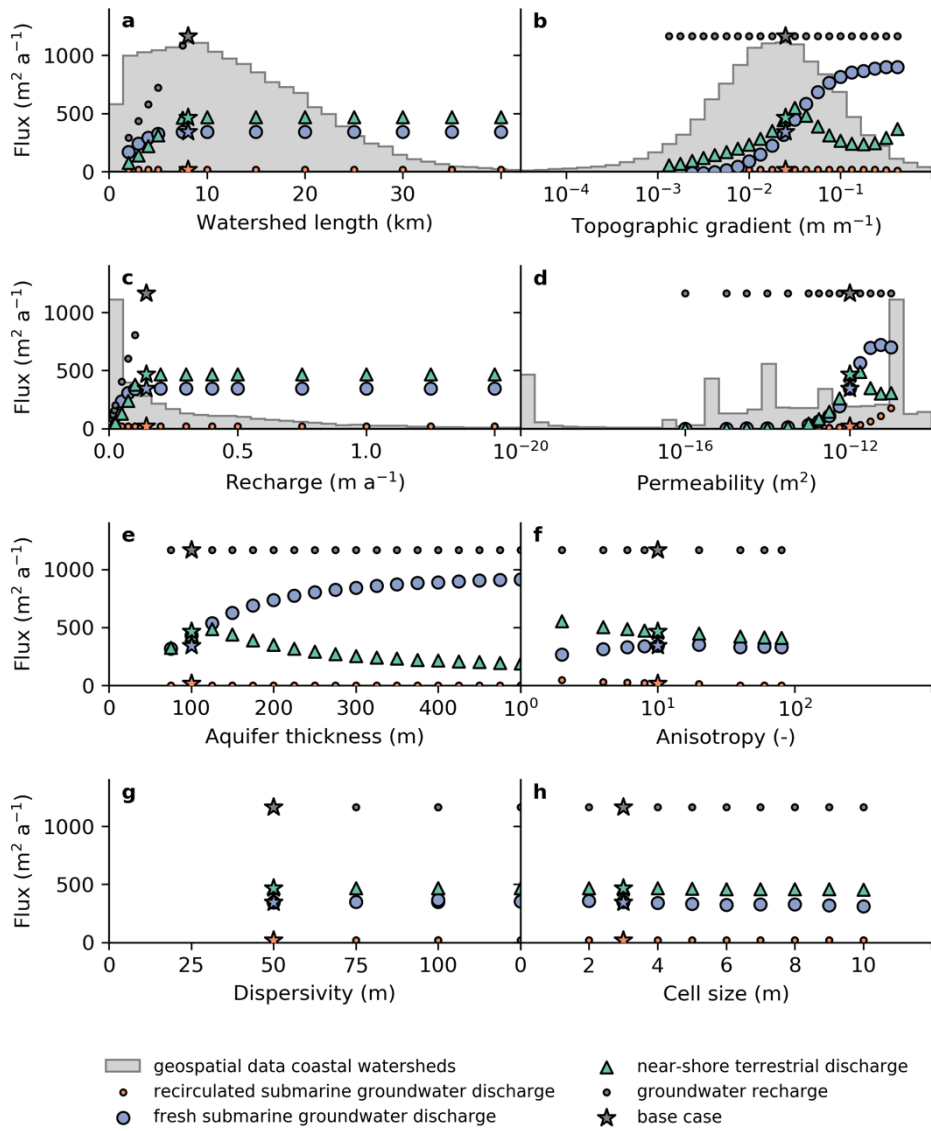 a
b
1000
500
0
Flux (m² a⁻¹)
0 10 20 30
Watershed length (km)
10⁻⁴ 10⁻³ 10⁻² 10⁻¹
Topographic gradient (m m⁻¹)
c
d
1000
500
0
Flux (m² a⁻¹)
0.0 0.5 1.0 10⁻²⁰
Recharge (m a⁻¹)
10⁻¹⁶ 10⁻¹²
Permeability (m²)
e
f
1000
500
0
Flux (m² a⁻¹)
100 200 300 400
Aquifer thickness (m)
10⁰ 10¹ 10²
Anisotropy (-)
g
h
1000
500
0
Flux (m² a⁻¹)
0 25 50 75 100
Dispersivity (m)
0 2 4 6 8 10
Cell size (m)
geospatial data coastal watersheds
recirculated submarine groundwater discharge
fresh submarine groundwater discharge
near-shore terrestrial discharge
groundwater recharge
base case